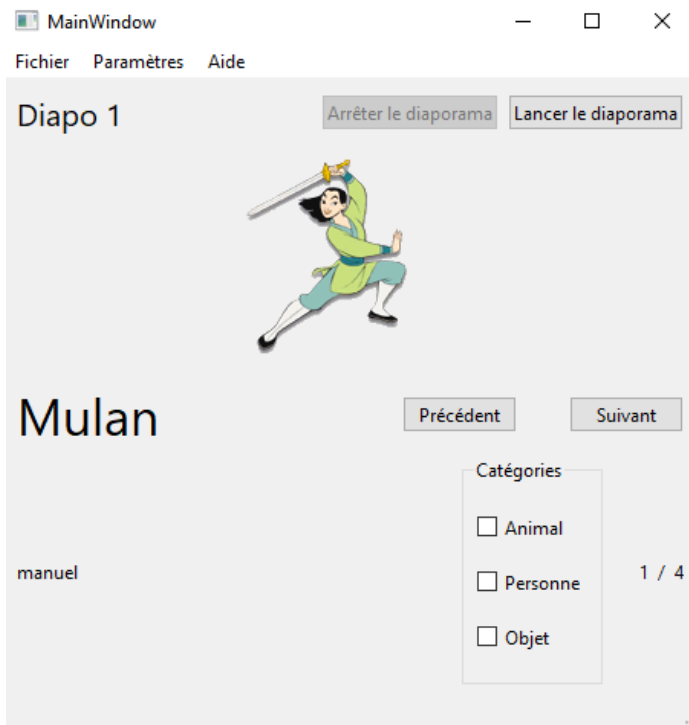 MainWindow
Fichier Paramètres Aide
Diapo 1
Arrêter le diaporama
Lancer le diaporama
Mulan
Précédent
Suivant
Catégories
Animal
manuel
Personne
1 / 4
Objet